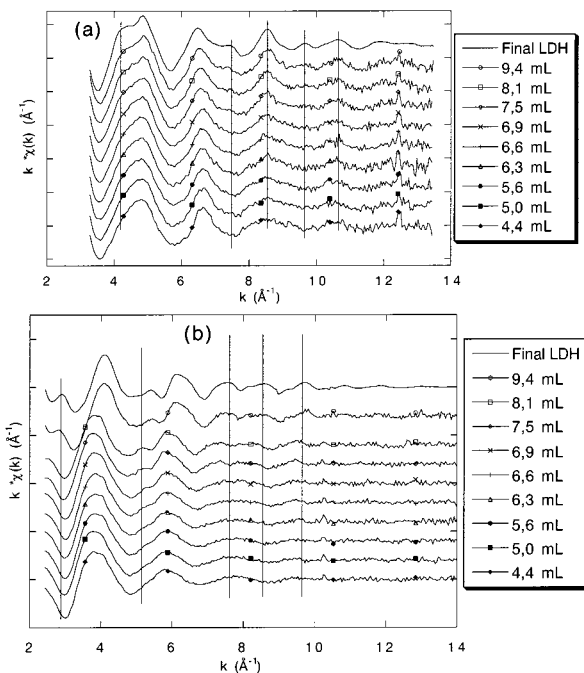 (a)
k *χ(k) (Å⁻¹)
2 4 6 8 10 12 14
k (Å⁻¹)
Final LDH
9,4 mL
8,1 mL
7,5 mL
6,9 mL
6,6 mL
6,3 mL
5,6 mL
5,0 mL
4,4 mL
(b)
k *χ(k) (Å⁻¹)
2 4 6 8 10 12 14
k (Å⁻¹)
Final LDH
9,4 mL
8,1 mL
7,5 mL
6,9 mL
6,6 mL
6,3 mL
5,6 mL
5,0 mL
4,4 mL